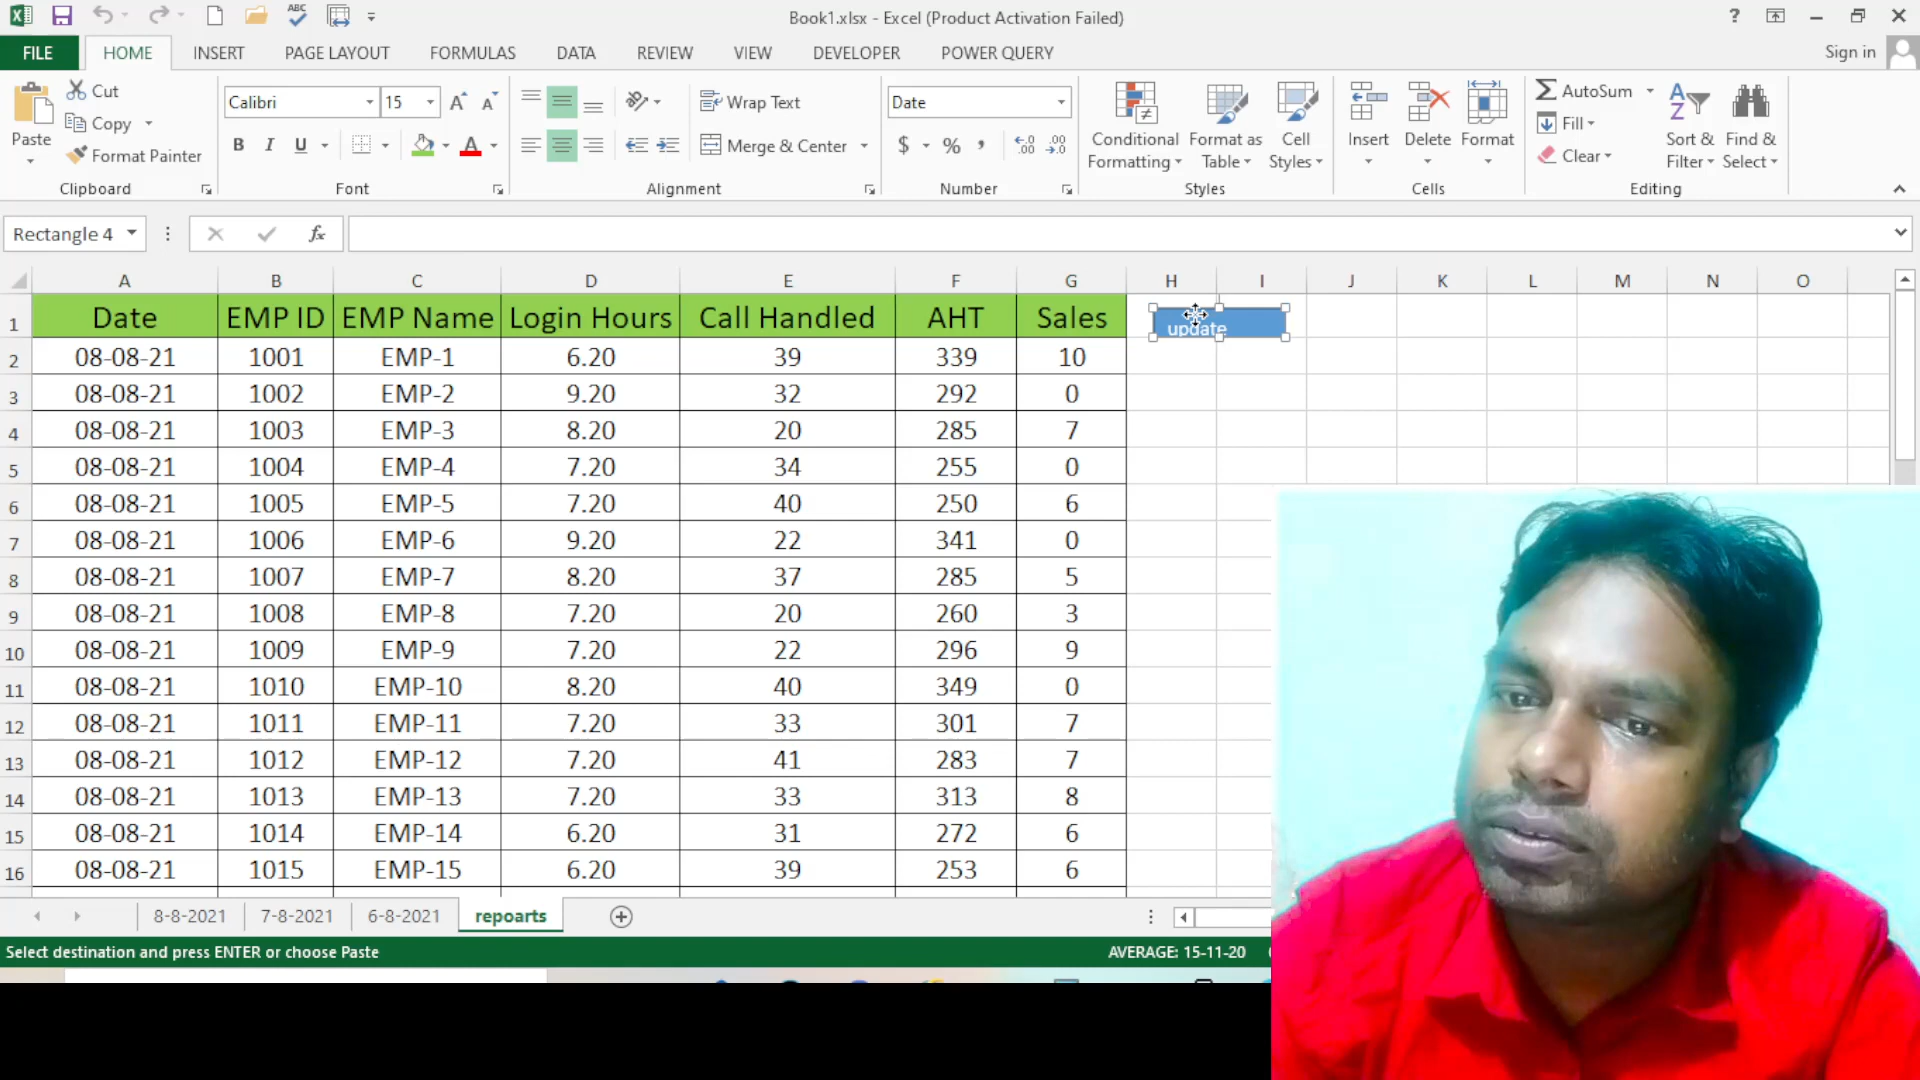 Book1.xlsx - Excel (Product Activation Failed)
FILE HOME INSERT PAGE LAYOUT FORMULAS DATA REVIEW VIEW DEVELOPER POWER QUERY Sign in
Paste
Cut
Copy
Format Painter
Clipboard
Calibri 15
B I U
Font
Wrap Text
Merge & Center
Alignment
Date
$ % ,
Number
Conditional Formatting
Format as Table
Cell Styles
Styles
Insert
Delete
Format
Cells
AutoSum
Fill
Clear
Sort & Filter
Find & Select
Editing
Rectangle 4 fx
A B C D E F G H I J K L M N O
1 Date EMP ID EMP Name Login Hours Call Handled AHT Sales update
2 08-08-21 1001 EMP-1 6.20 39 339 10
3 08-08-21 1002 EMP-2 9.20 32 292 0
4 08-08-21 1003 EMP-3 8.20 20 285 7
5 08-08-21 1004 EMP-4 7.20 34 255 0
6 08-08-21 1005 EMP-5 7.20 40 250 6
7 08-08-21 1006 EMP-6 9.20 22 341 0
8 08-08-21 1007 EMP-7 8.20 37 285 5
9 08-08-21 1008 EMP-8 7.20 20 260 3
10 08-08-21 1009 EMP-9 7.20 22 296 9
11 08-08-21 1010 EMP-10 8.20 40 349 0
12 08-08-21 1011 EMP-11 7.20 33 301 7
13 08-08-21 1012 EMP-12 7.20 41 283 7
14 08-08-21 1013 EMP-13 7.20 33 313 8
15 08-08-21 1014 EMP-14 6.20 31 272 6
16 08-08-21 1015 EMP-15 6.20 39 253 6
8-8-2021 7-8-2021 6-8-2021 repoarts
Select destination and press ENTER or choose Paste AVERAGE: 15-11-20